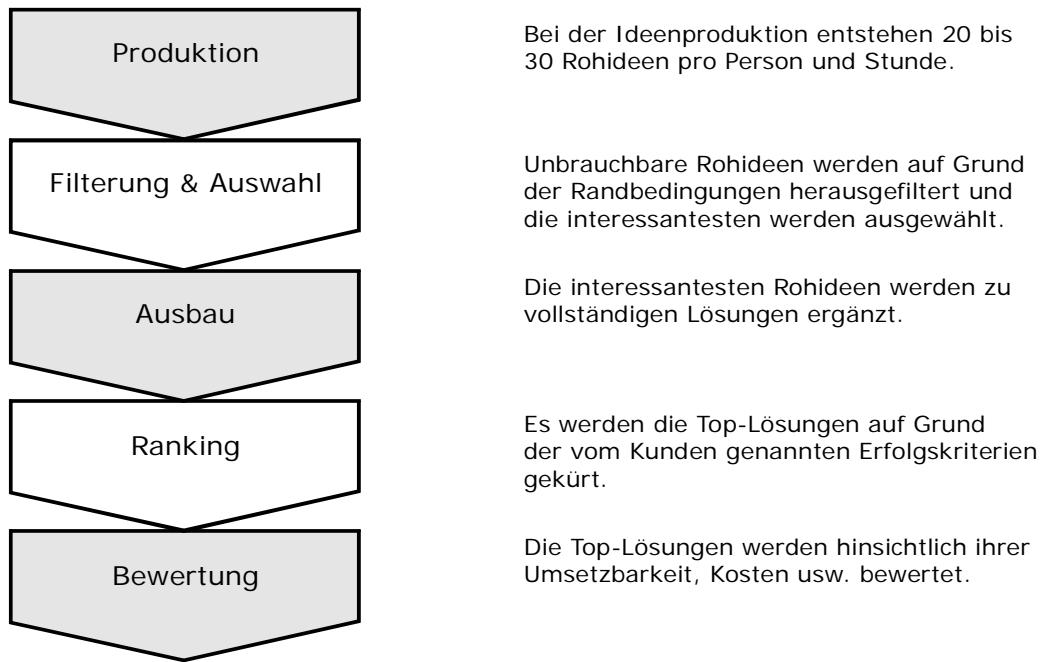 Produktion
Bei der Ideenproduktion entstehen 20 bis
30 Rohideen pro Person und Stunde.
Filterung & Auswahl
Unbrauchbare Rohideen werden auf Grund
der Randbedingungen herausgefiltert und
die interessantesten werden ausgewählt.
Ausbau
Die interessantesten Rohideen werden zu
vollständigen Lösungen ergänzt.
Ranking
Es werden die Top-Lösungen auf Grund
der vom Kunden genannten Erfolgskriterien
gekürt.
Bewertung
Die Top-Lösungen werden hinsichtlich ihrer
Umsetzbarkeit, Kosten usw. bewertet.